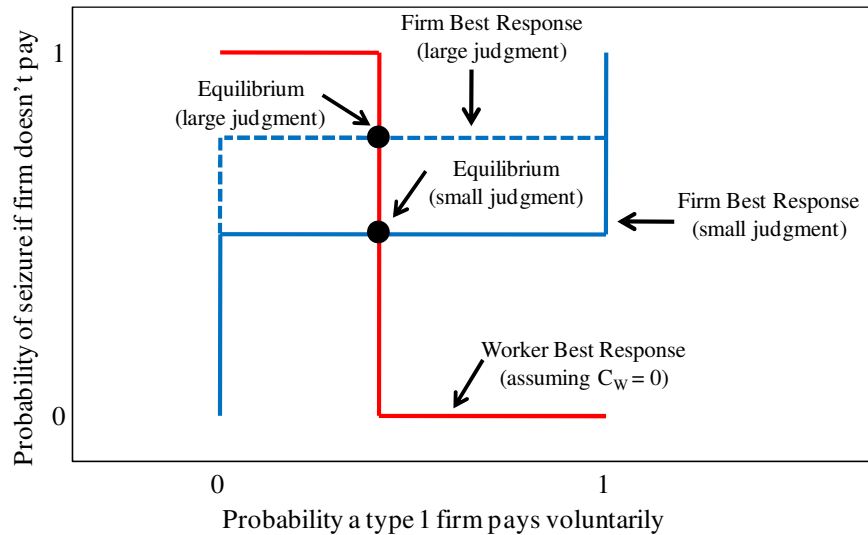 Firm Best Response
(large judgment)
1
Equilibrium
(large judgment)
Equilibrium
(small judgment)
Firm Best Response
(small judgment)
Worker Best Response
(assuming C_W = 0)
0
Probability of seizure if firm doesn't pay
0
1
Probability a type 1 firm pays voluntarily